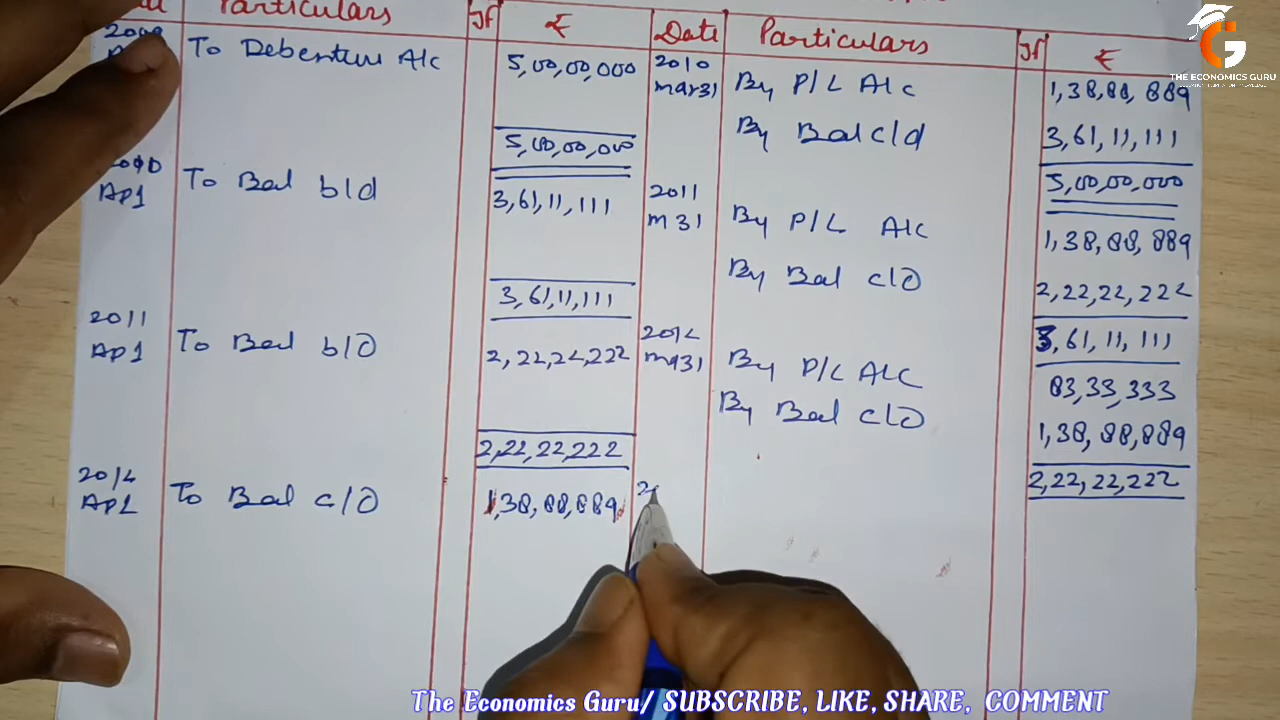 Particulars JF ₹ Date Particulars JF ₹
To Debenture A/c 5,00,00,000 2010 Mar31 By P/L A/c 1,38,88,889
By Bal c/d 3,61,11,111
5,00,00,000 5,00,00,000
Ap1 To Bal b/d 3,61,11,111 2011 m31 By P/L A/c 1,38,88,889
By Bal c/d 2,22,22,222
3,61,11,111 3,61,11,111
2011 Ap1 To Bal b/d 2,22,22,222 2012 Mar31 By P/L A/c 83,33,333
By Bal c/d 1,38,88,889
2,22,22,222 2,22,22,222
2012 Ap1 To Bal c/d 1,38,88,889
THE ECONOMICS GURU
The Economics Guru/ SUBSCRIBE, LIKE, SHARE, COMMENT